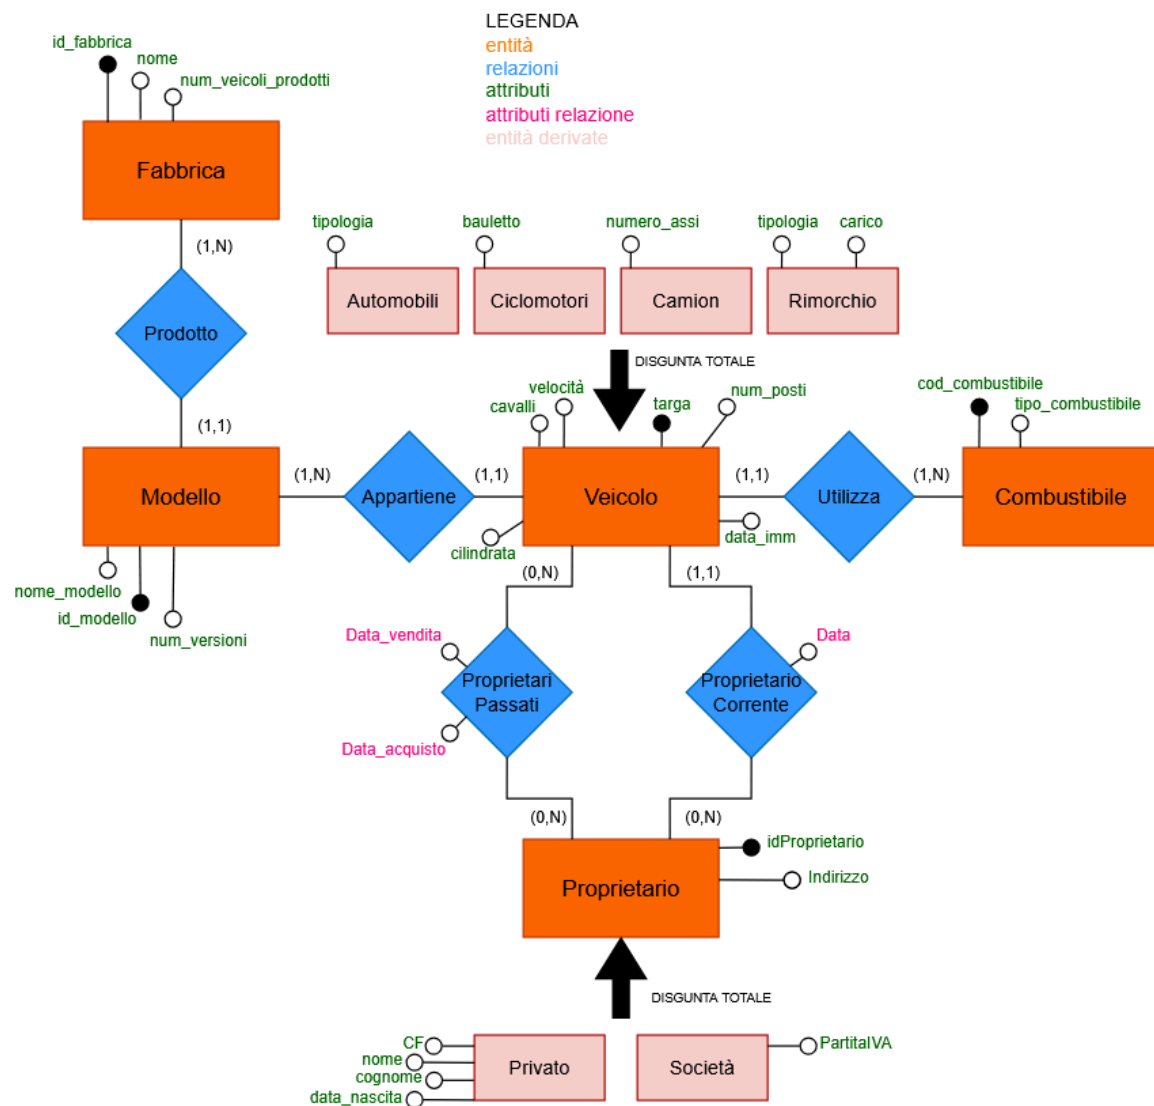 LEGENDA
entità
relazioni
attributi
attributi relazione
entità derivate
id_fabbrica
nome
num_veicoli_prodotti
Fabbrica
(1,N)
Prodotto
(1,1)
tipologia
bauletto
numero_assi
tipologia
carico
Automobili
Ciclomotori
Camion
Rimorchio
DISGUNTA TOTALE
velocità
cavalli
targa
num_posti
cod_combustibile
tipo_combustibile
Modello
(1,N)
Appartiene
(1,1)
Veicolo
(1,1)
Utilizza
(1,N)
Combustibile
cilindrata
data_imm
nome_modello
id_modello
num_versioni
(0,N)
(1,1)
Data_vendita
Data
Proprietari
Passati
Proprietario
Corrente
Data_acquisto
(0,N)
(0,N)
idProprietario
Indirizzo
Proprietario
DISGUNTA TOTALE
CF
nome
cognome
data_nascita
Privato
Società
PartitaIVA